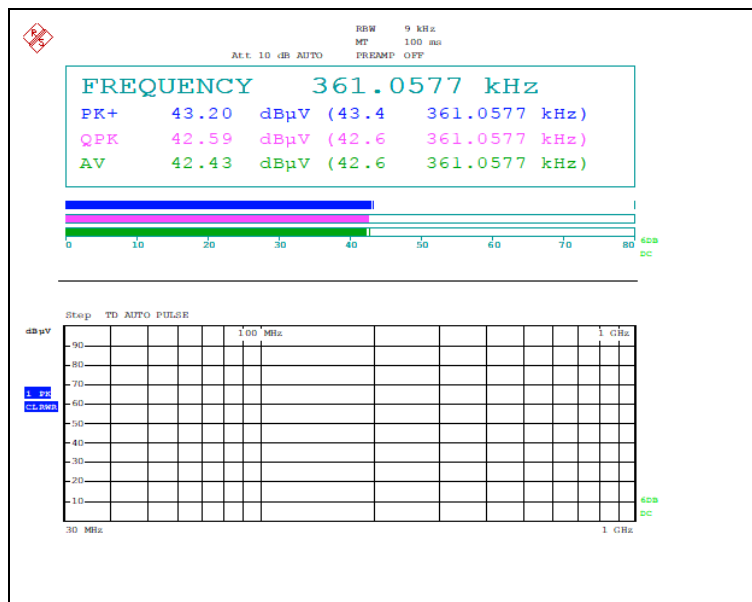 R S
RBW 9 kHz
MT 100 ms
Att 10 dB AUTO PREAMP OFF
FREQUENCY 361.0577 kHz
PK+ 43.20 dBµV (43.4 361.0577 kHz)
QPK 42.59 dBµV (42.6 361.0577 kHz)
AV 42.43 dBµV (42.6 361.0577 kHz)
0 10 20 30 40 50 60 70 80
6DB
DC
Step TD AUTO PULSE
dBµV
100 MHz 1 GHz
90
80
70
1 PK
60
CLRWR
50
40
30
20
10
6DB
DC
30 MHz 1 GHz